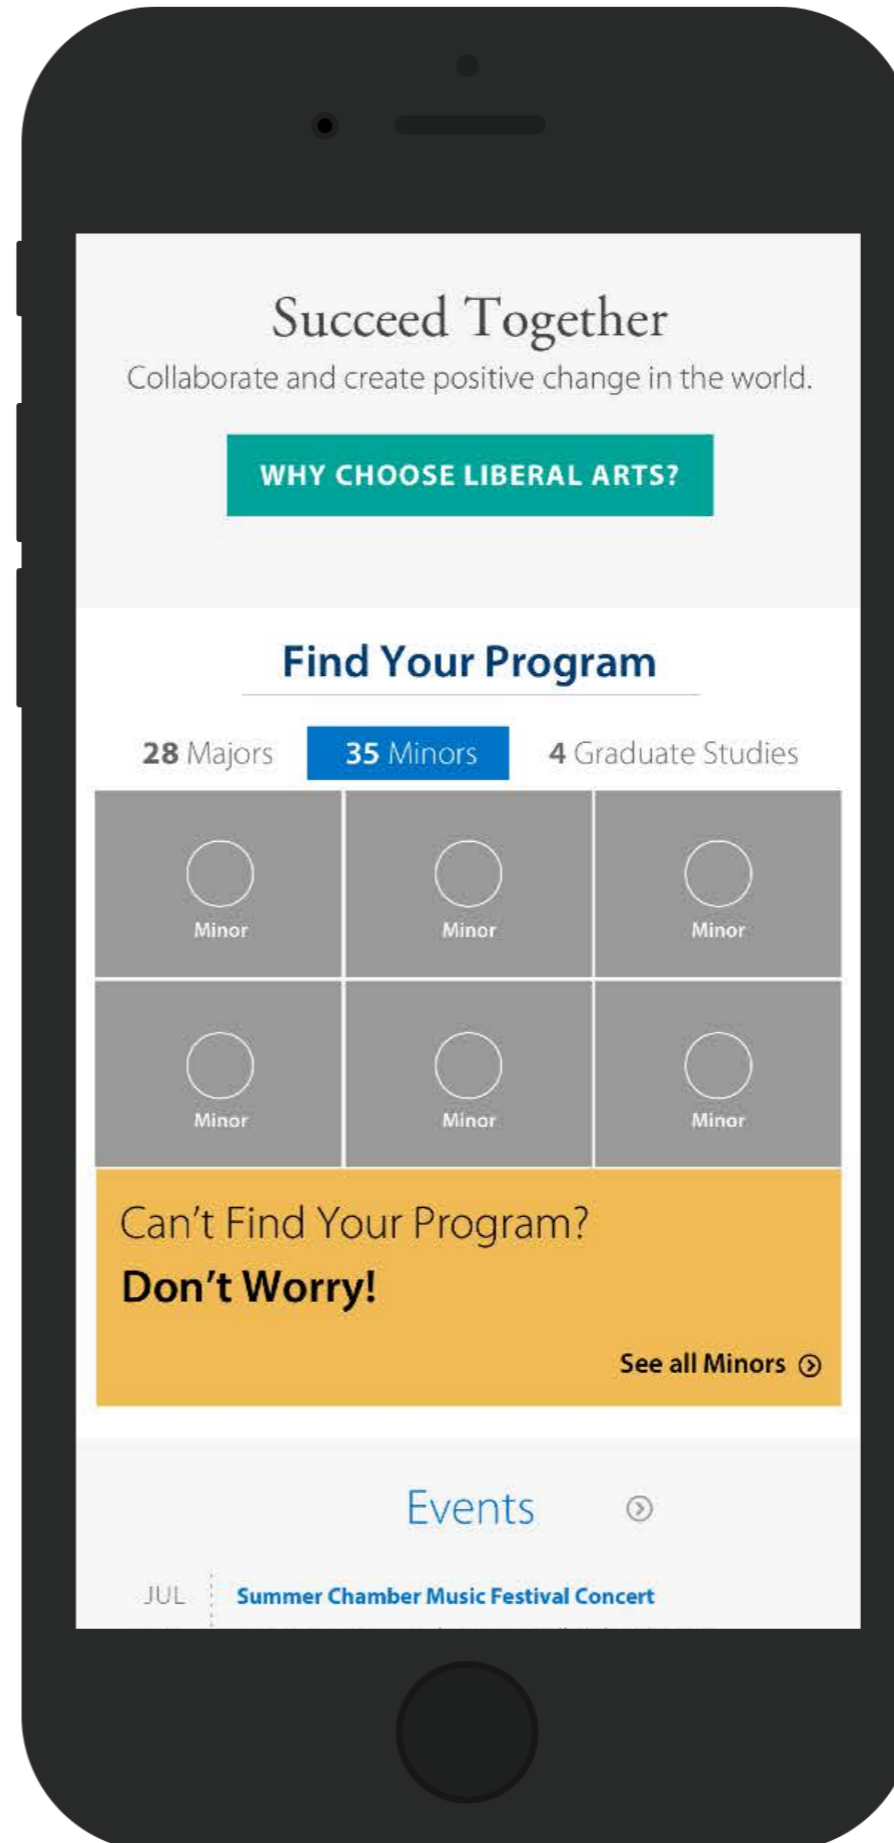 Succeed Together
Collaborate and create positive change in the world.
WHY CHOOSE LIBERAL ARTS?
Find Your Program
28 Majors 35 Minors 4 Graduate Studies
Minor Minor Minor
Minor Minor Minor
Can't Find Your Program?
Don't Worry!
See all Minors
Events
JUL Summer Chamber Music Festival Concert